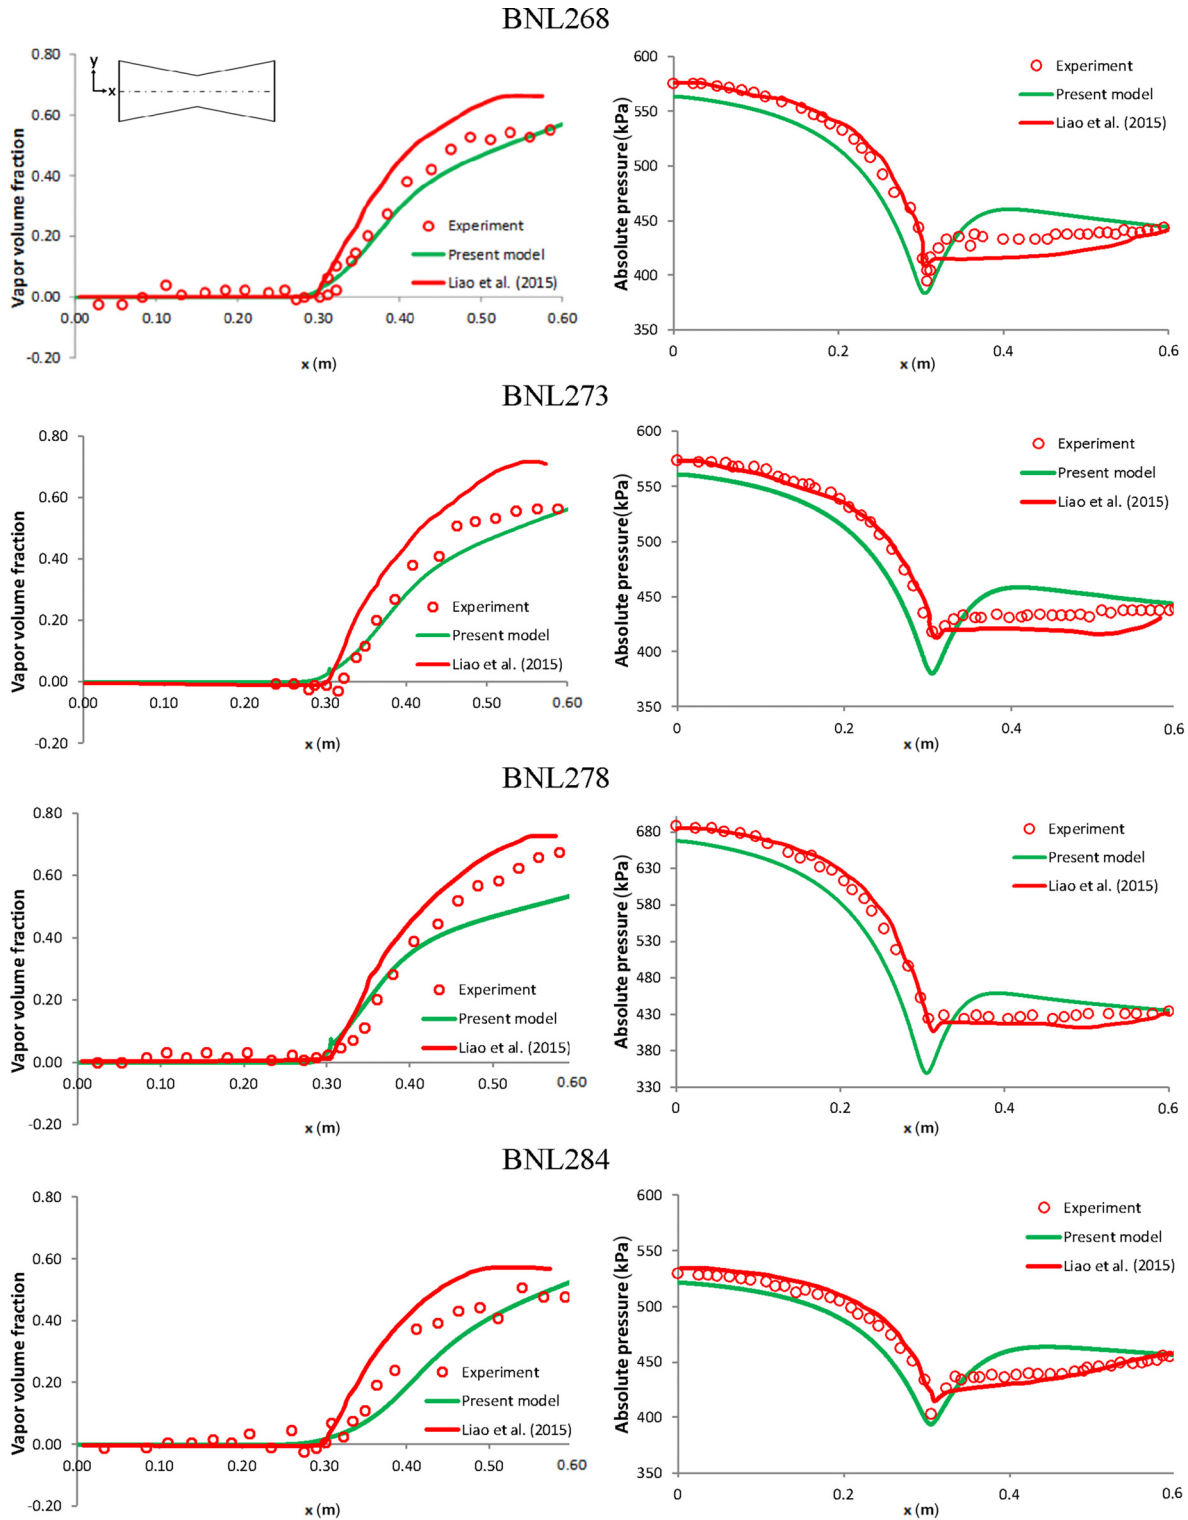 BNL268
0.80
0.60
0.40
0.20
0.00
-0.20
Vapor volume fraction
y
x
Experiment
Present model
Liao et al. (2015)
0.00 0.10 0.20 0.30 0.40 0.50 0.60
x (m)
600
550
500
450
400
350
Absolute pressure (kPa)
Experiment
Present model
Liao et al. (2015)
0 0.2 0.4 0.6
x (m)
BNL273
0.80
0.60
0.40
0.20
0.00
-0.20
Vapor volume fraction
Experiment
Present model
Liao et al. (2015)
0.00 0.10 0.20 0.30 0.40 0.50 0.60
x (m)
600
550
500
450
400
350
Absolute pressure(kPa)
Experiment
Present model
Liao et al. (2015)
0 0.2 0.4 0.6
x (m)
BNL278
0.80
0.60
0.40
0.20
0.00
-0.20
Vapor volume fraction
Experiment
Present model
Liao et al. (2015)
0.00 0.10 0.20 0.30 0.40 0.50 0.60
x (m)
680
630
580
530
480
430
380
330
Absolute pressure (kPa)
Experiment
Present model
Liao et al. (2015)
0 0.2 0.4 0.6
x (m)
BNL284
0.80
0.60
0.40
0.20
0.00
-0.20
Vapor volume fraction
Experiment
Present model
Liao et al. (2015)
0.00 0.10 0.20 0.30 0.40 0.50 0.60
x (m)
600
550
500
450
400
350
Absolute pressure (kPa)
Experiment
Present model
Liao et al. (2015)
0 0.2 0.4 0.6
x (m)